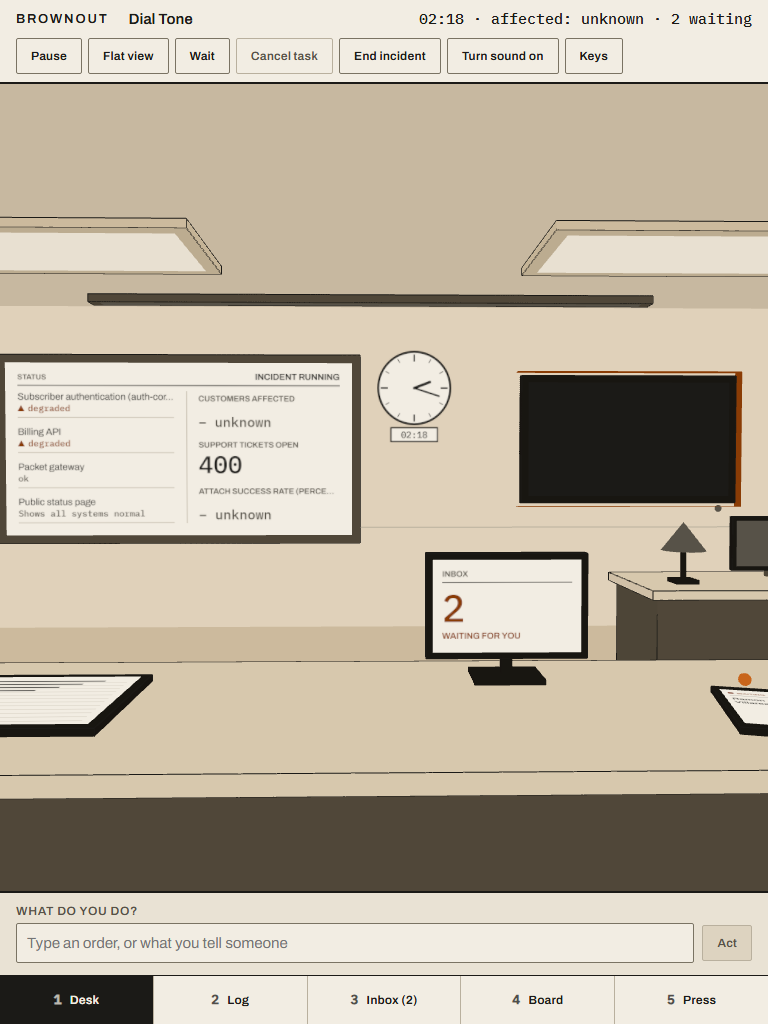 BROWNOUT Dial Tone 02:18 · affected: unknown · 2 waiting
Pause Flat view Wait Cancel task End incident Turn sound on Keys
STATUS INCIDENT RUNNING
Subscriber authentication (auth-cor...
▲ degraded
Billing API
▲ degraded
Packet gateway
ok
Public status page
Shows all systems normal
CUSTOMERS AFFECTED
– unknown
SUPPORT TICKETS OPEN
400
ATTACH SUCCESS RATE (PERCE...
– unknown
02:18
INBOX
2
WAITING FOR YOU
WHAT DO YOU DO?
Type an order, or what you tell someone
Act
1 Desk 2 Log 3 Inbox (2) 4 Board 5 Press